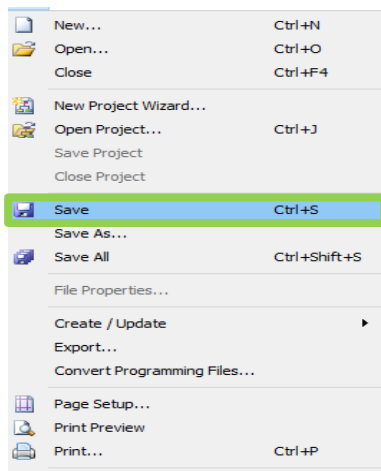 New... Ctrl+N
Open... Ctrl+O
Close Ctrl+F4
New Project Wizard...
Open Project... Ctrl+J
Save Project
Close Project
Save Ctrl+S
Save As...
Save All Ctrl+Shift+S
File Properties...
Create / Update
Export...
Convert Programming Files...
Page Setup...
Print Preview
Print... Ctrl+P